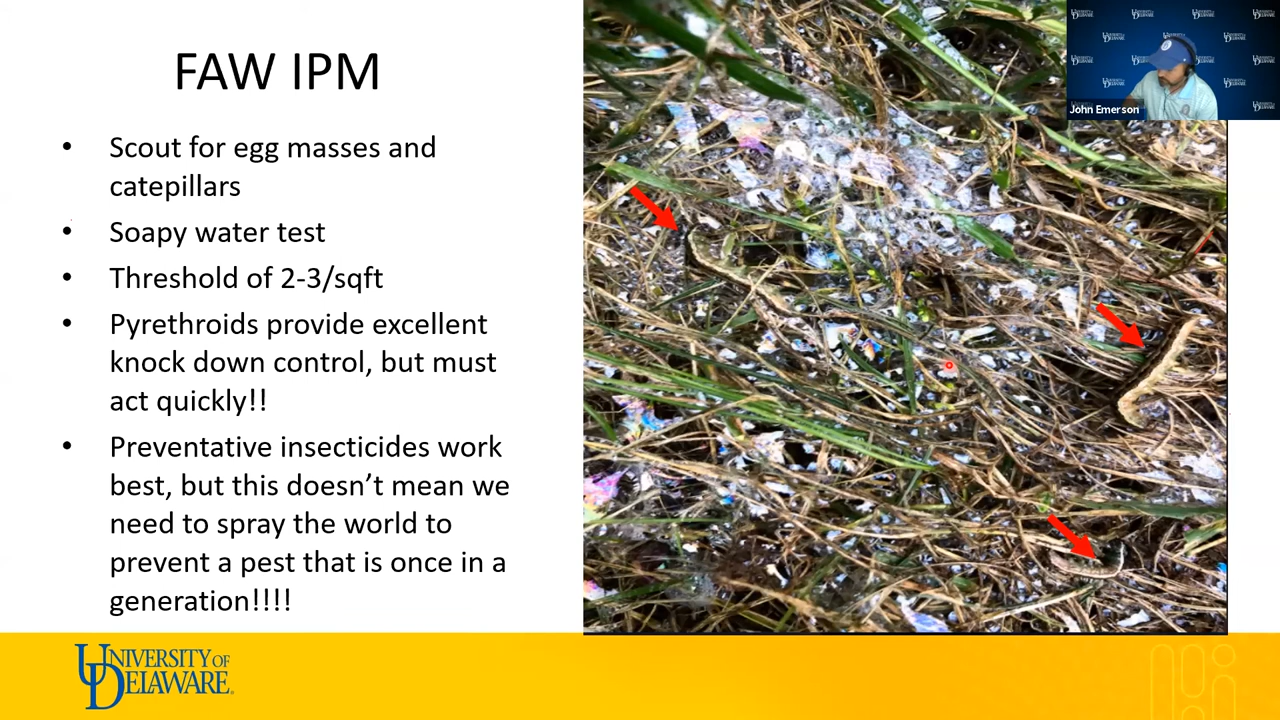 FAW IPM
• Scout for egg masses and
catepillars
• Soapy water test
• Threshold of 2-3/sqft
• Pyrethroids provide excellent
knock down control, but must
act quickly!!
• Preventative insecticides work
best, but this doesn’t mean we
need to spray the world to
prevent a pest that is once in a
generation!!!!
UNIVERSITY OF
DELAWARE
John Emerson